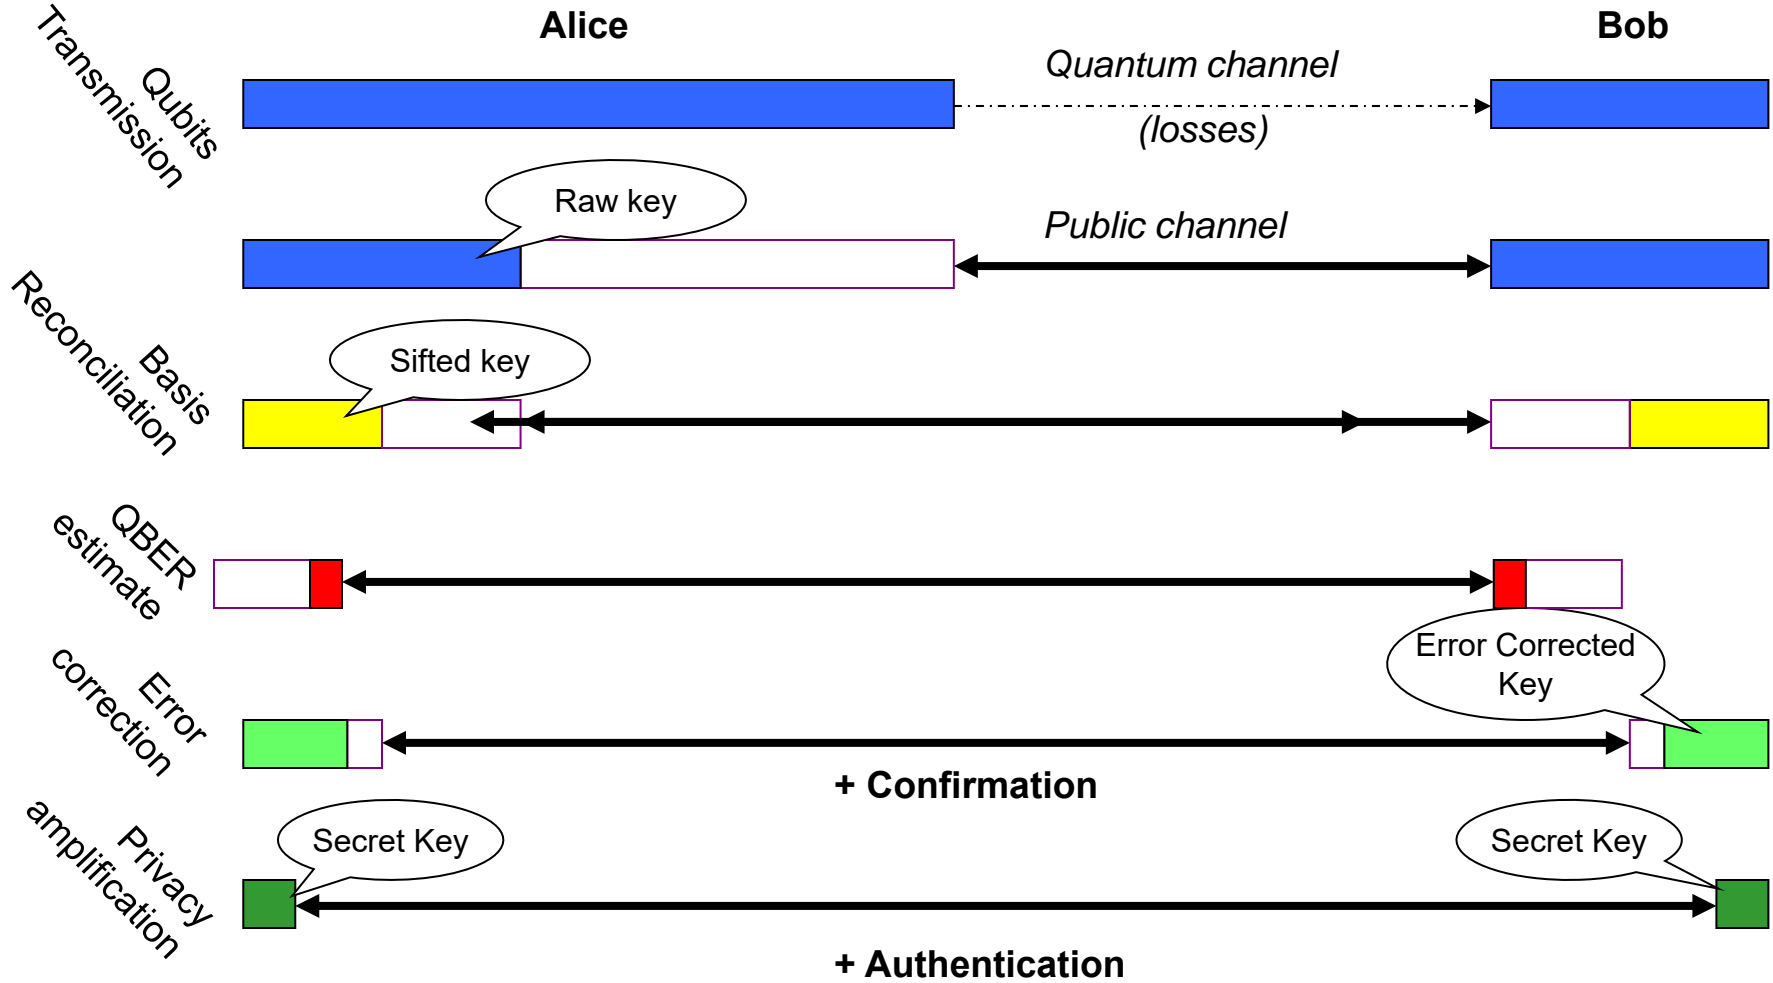 Alice
Bob
Qubits
Transmission
Quantum channel
(losses)
Raw key
Public channel
Basis
Reconciliation
Sifted key
QBER
estimate
Error Corrected
Key
Error
correction
+ Confirmation
Privacy
amplification
Secret Key
Secret Key
+ Authentication